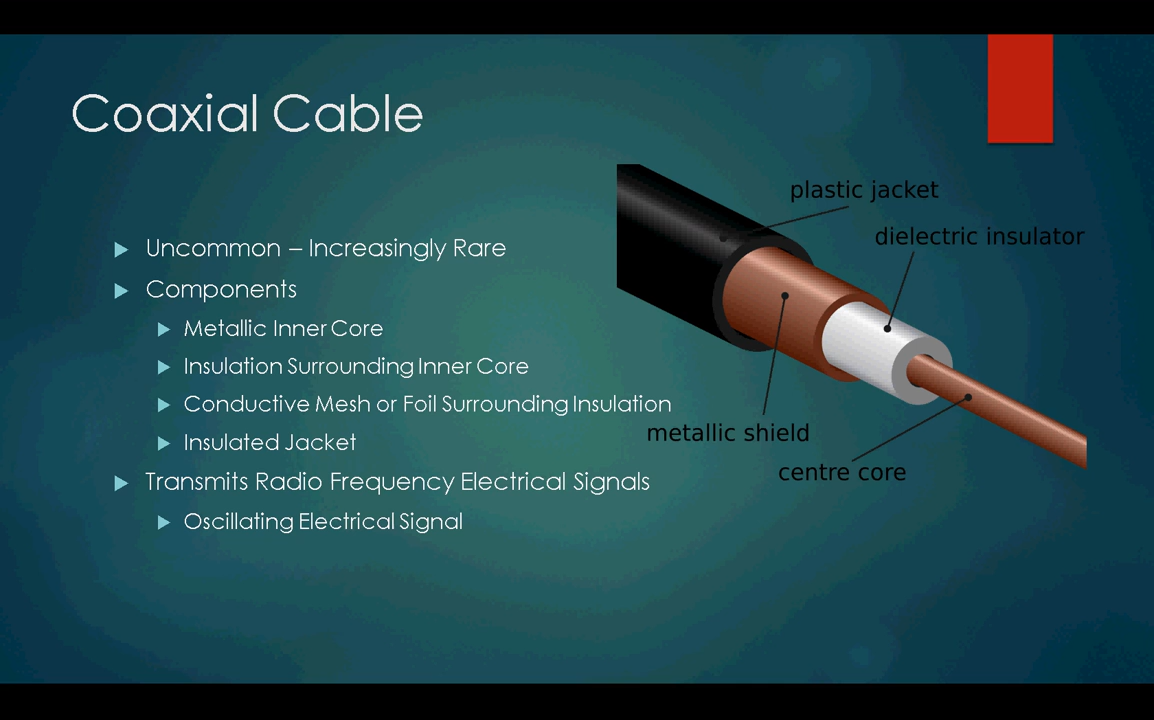 Coaxial Cable
Uncommon – Increasingly Rare
Components
Metallic Inner Core
Insulation Surrounding Inner Core
Conductive Mesh or Foil Surrounding Insulation
Insulated Jacket
Transmits Radio Frequency Electrical Signals
Oscillating Electrical Signal
plastic jacket
dielectric insulator
metallic shield
centre core